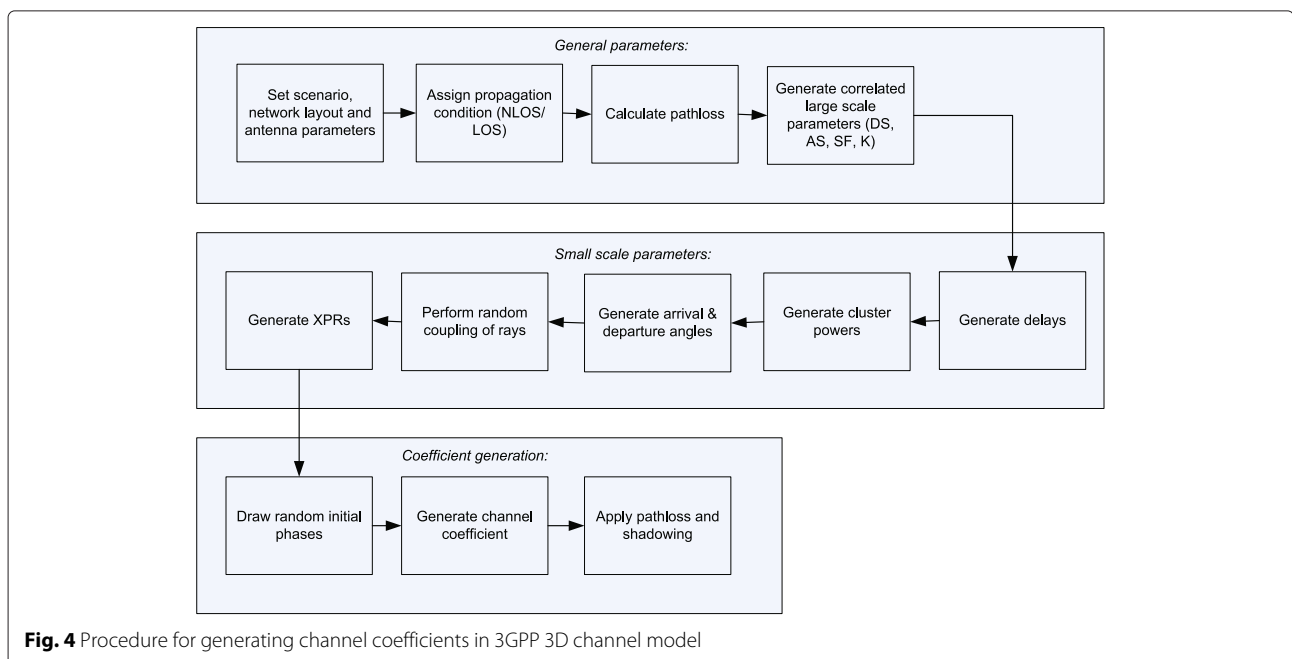 General parameters:
Set scenario,
network layout and
antenna parameters
Assign propagation
condition (NLOS/
LOS)
Calculate pathloss
Generate correlated
large scale
parameters (DS,
AS, SF, K)
Small scale parameters:
Generate XPRs
Perform random
coupling of rays
Generate arrival &
departure angles
Generate cluster
powers
Generate delays
Coefficient generation:
Draw random initial
phases
Generate channel
coefficient
Apply pathloss and
shadowing
Fig. 4 Procedure for generating channel coefficients in 3GPP 3D channel model